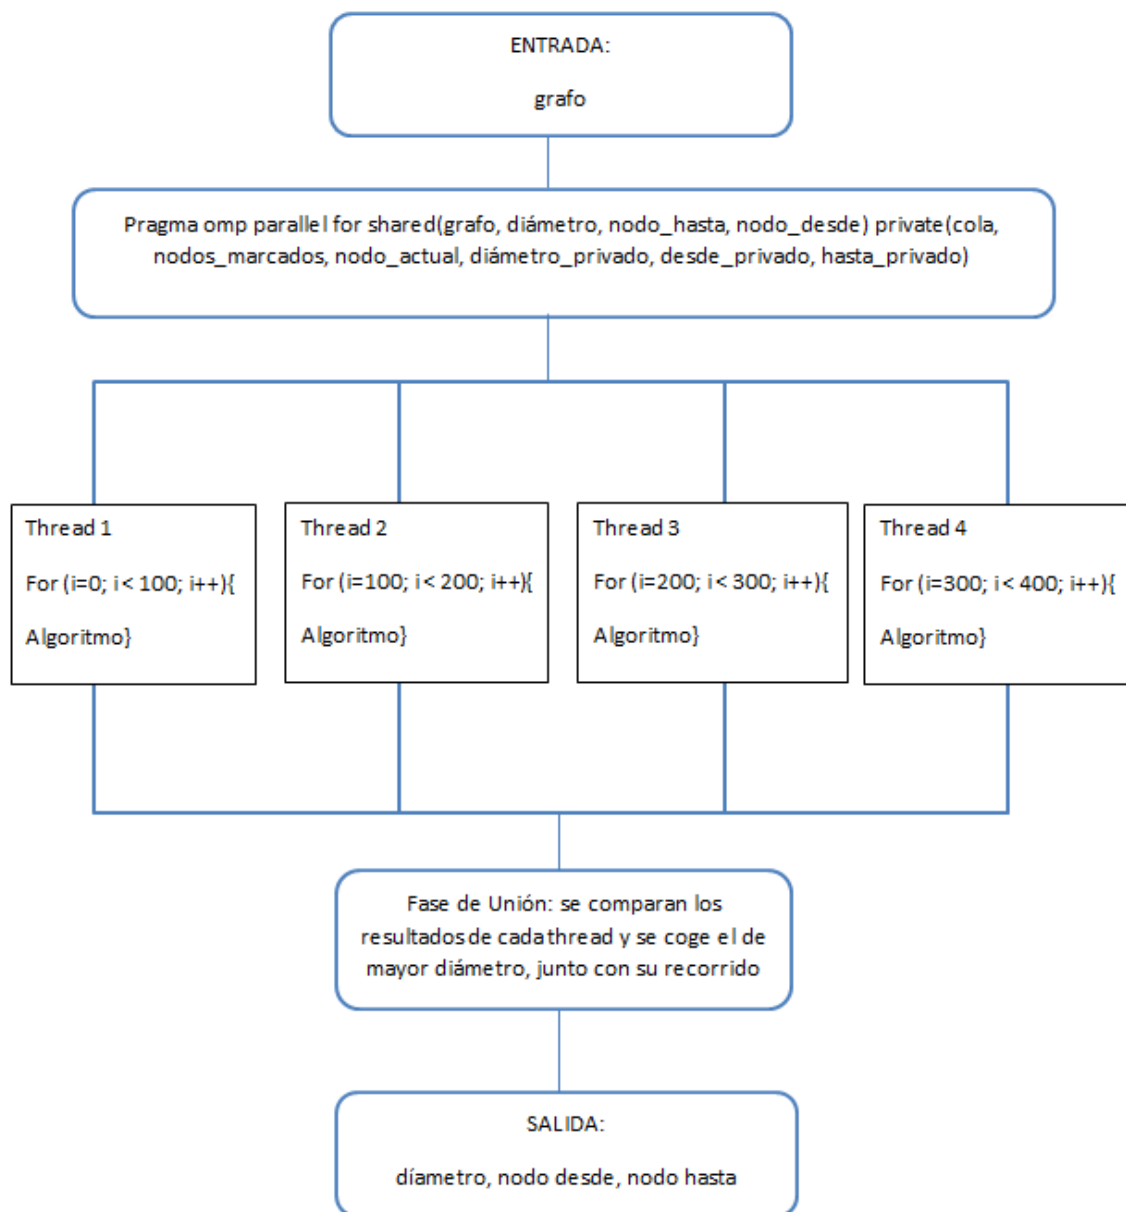 ENTRADA:
grafo
Pragma omp parallel for shared(grafo, diámetro, nodo_hasta, nodo_desde) private(cola,
nodos_marcados, nodo_actual, diámetro_privado, desde_privado, hasta_privado)
Thread 1
For (i=0; i< 100; i++){
Algoritmo}
Thread 2
For (i=100; i< 200; i++){
Algoritmo}
Thread 3
For (i=200; i< 300; i++){
Algoritmo}
Thread 4
For (i=300; i< 400; i++){
Algoritmo}
Fase de Unión: se comparan los
resultados de cada thread y se coge el de
mayor diámetro, junto con su recorrido
SALIDA:
díametro, nodo desde, nodo hasta